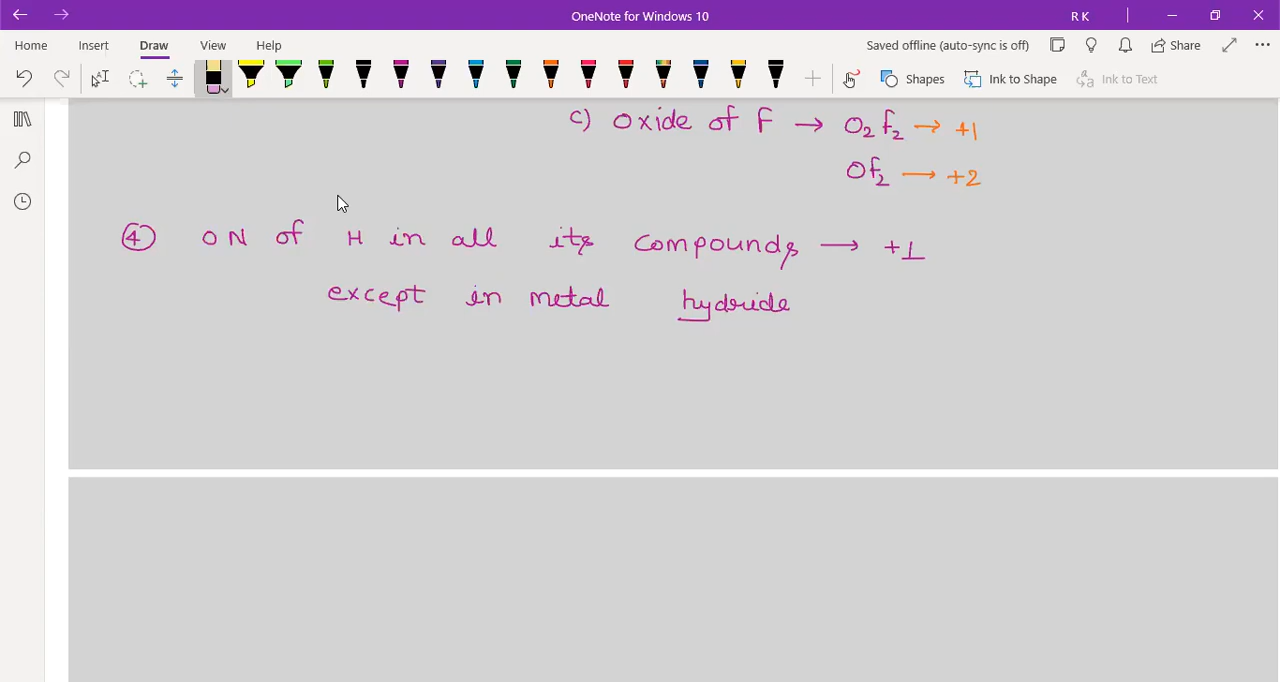 OneNote for Windows 10
R K
Home Insert Draw View Help
Saved offline (auto-sync is off)
Share
Shapes
Ink to Shape
Ink to Text
c) Oxide of F → O₂f₂ → +1
Of₂ → +2
④ ON of H in all its compounds → +1
except in metal hydride